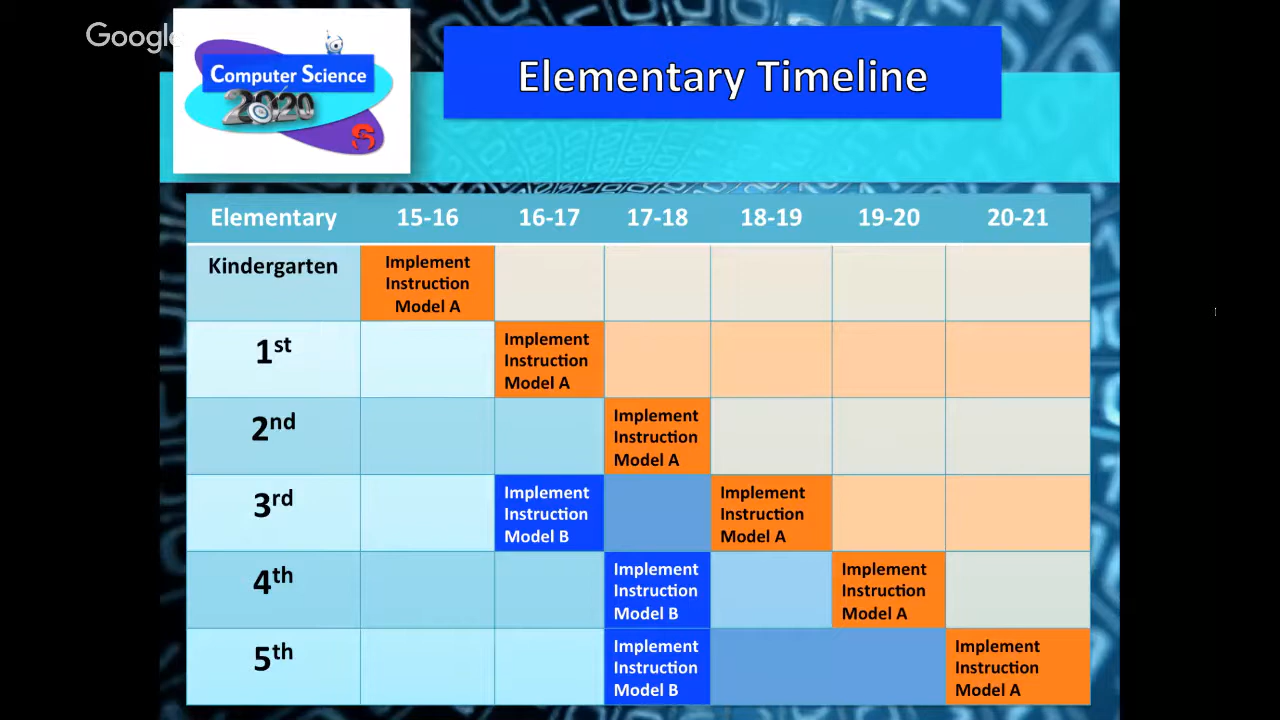 Google
Computer Science
2020
S
Elementary Timeline
Elementary 15-16 16-17 17-18 18-19 19-20 20-21
Kindergarten
Implement
Instruction
Model A
1st
Implement
Instruction
Model A
2nd
Implement
Instruction
Model A
3rd
Implement
Instruction
Model B
Implement
Instruction
Model A
4th
Implement
Instruction
Model B
Implement
Instruction
Model A
5th
Implement
Instruction
Model B
Implement
Instruction
Model A